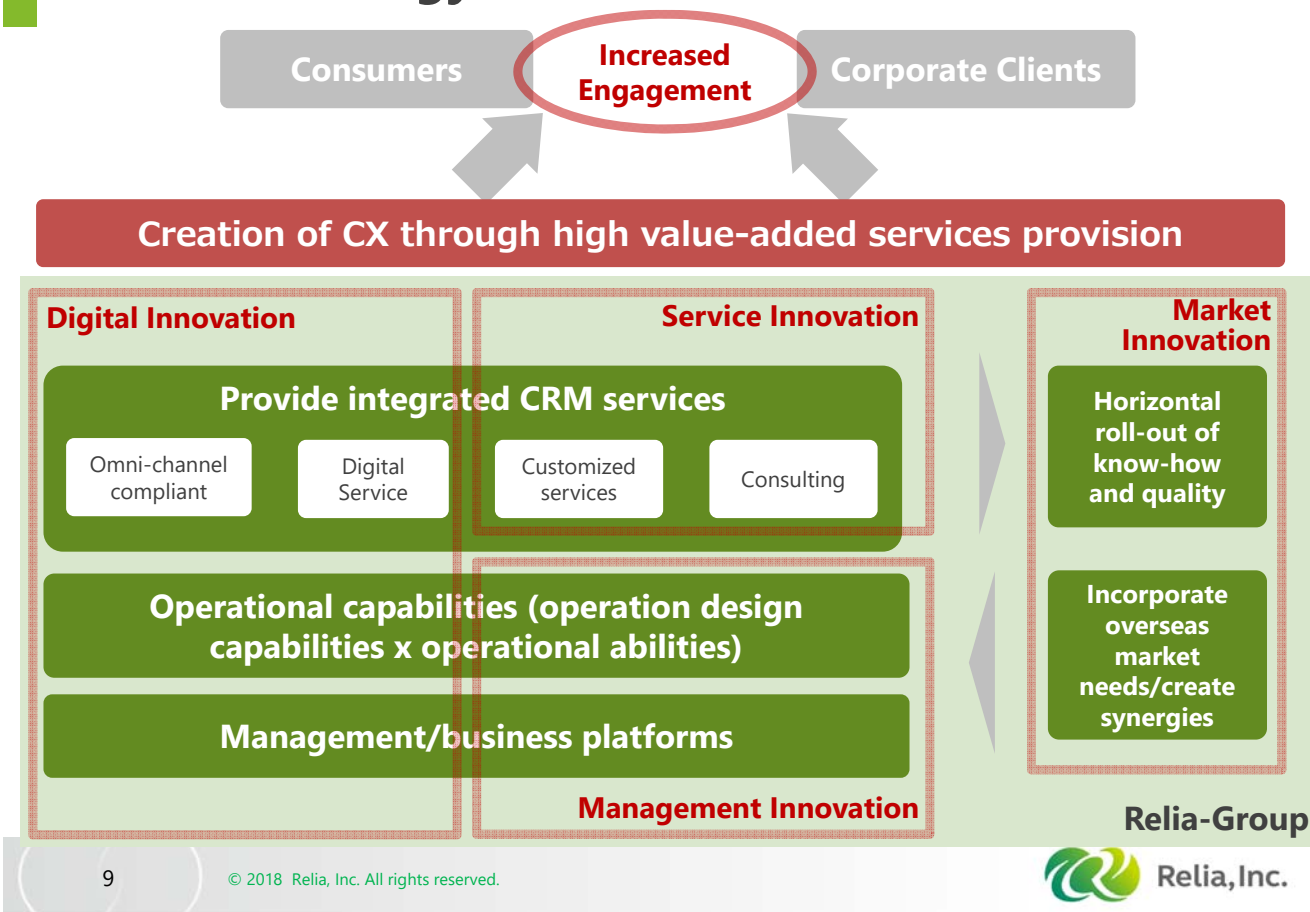 Consumers
Increased
Engagement
Corporate Clients
Creation of CX through high value-added services provision
Digital Innovation
Service Innovation
Market
Innovation
Provide integrated CRM services
Omni-channel
compliant
Digital
Service
Customized
services
Consulting
Horizontal
roll-out of
know-how
and quality
Operational capabilities (operation design
capabilities x operational abilities)
Incorporate
overseas
market
needs/create
synergies
Management/business platforms
Management Innovation
Relia-Group
9
© 2018 Relia, Inc. All rights reserved.
Relia, Inc.